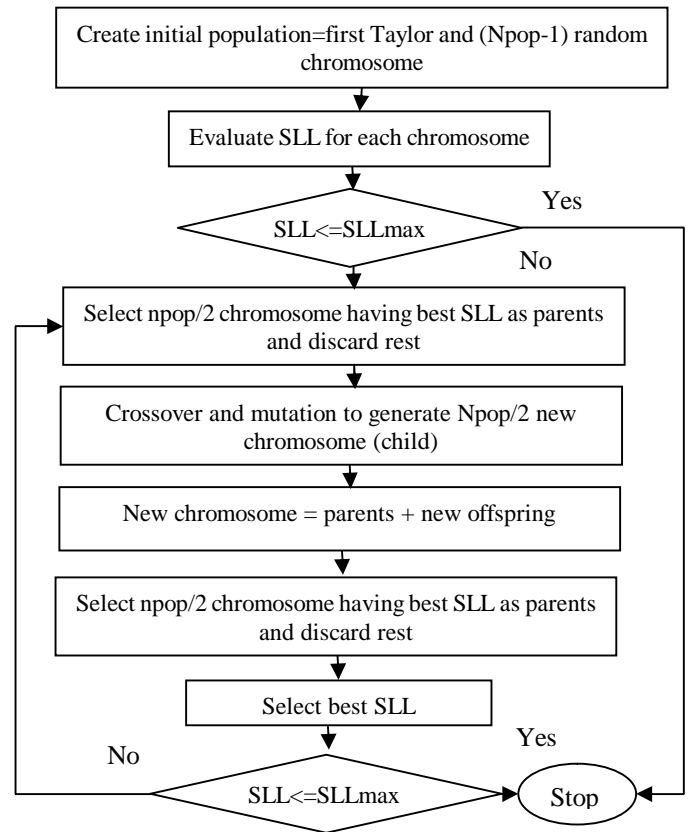 Create initial population=first Taylor and (Npop-1) random
chromosome
Evaluate SLL for each chromosome
Yes
SLL<=SLLmax
No
Select npop/2 chromosome having best SLL as parents
and discard rest
Crossover and mutation to generate Npop/2 new
chromosome (child)
New chromosome = parents + new offspring
Select npop/2 chromosome having best SLL as parents
and discard rest
Select best SLL
No
Yes
SLL<=SLLmax
Stop